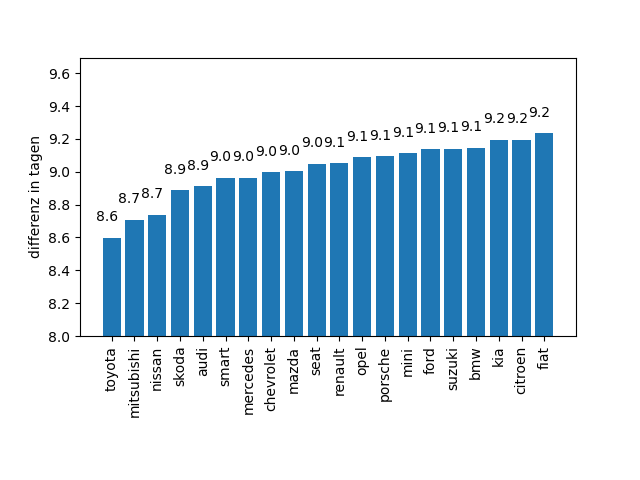 differenz in tagen
9.6
9.4
9.2
9.0
8.8
8.6
8.4
8.2
8.0
8.6 8.7 8.7 8.9 8.9 9.0 9.0 9.0 9.0 9.0 9.1 9.1 9.1 9.1 9.1 9.1 9.1 9.2 9.2 9.2
toyota
mitsubishi
nissan
skoda
audi
smart
mercedes
chevrolet
mazda
seat
renault
opel
porsche
mini
ford
suzuki
bmw
kia
citroen
fiat